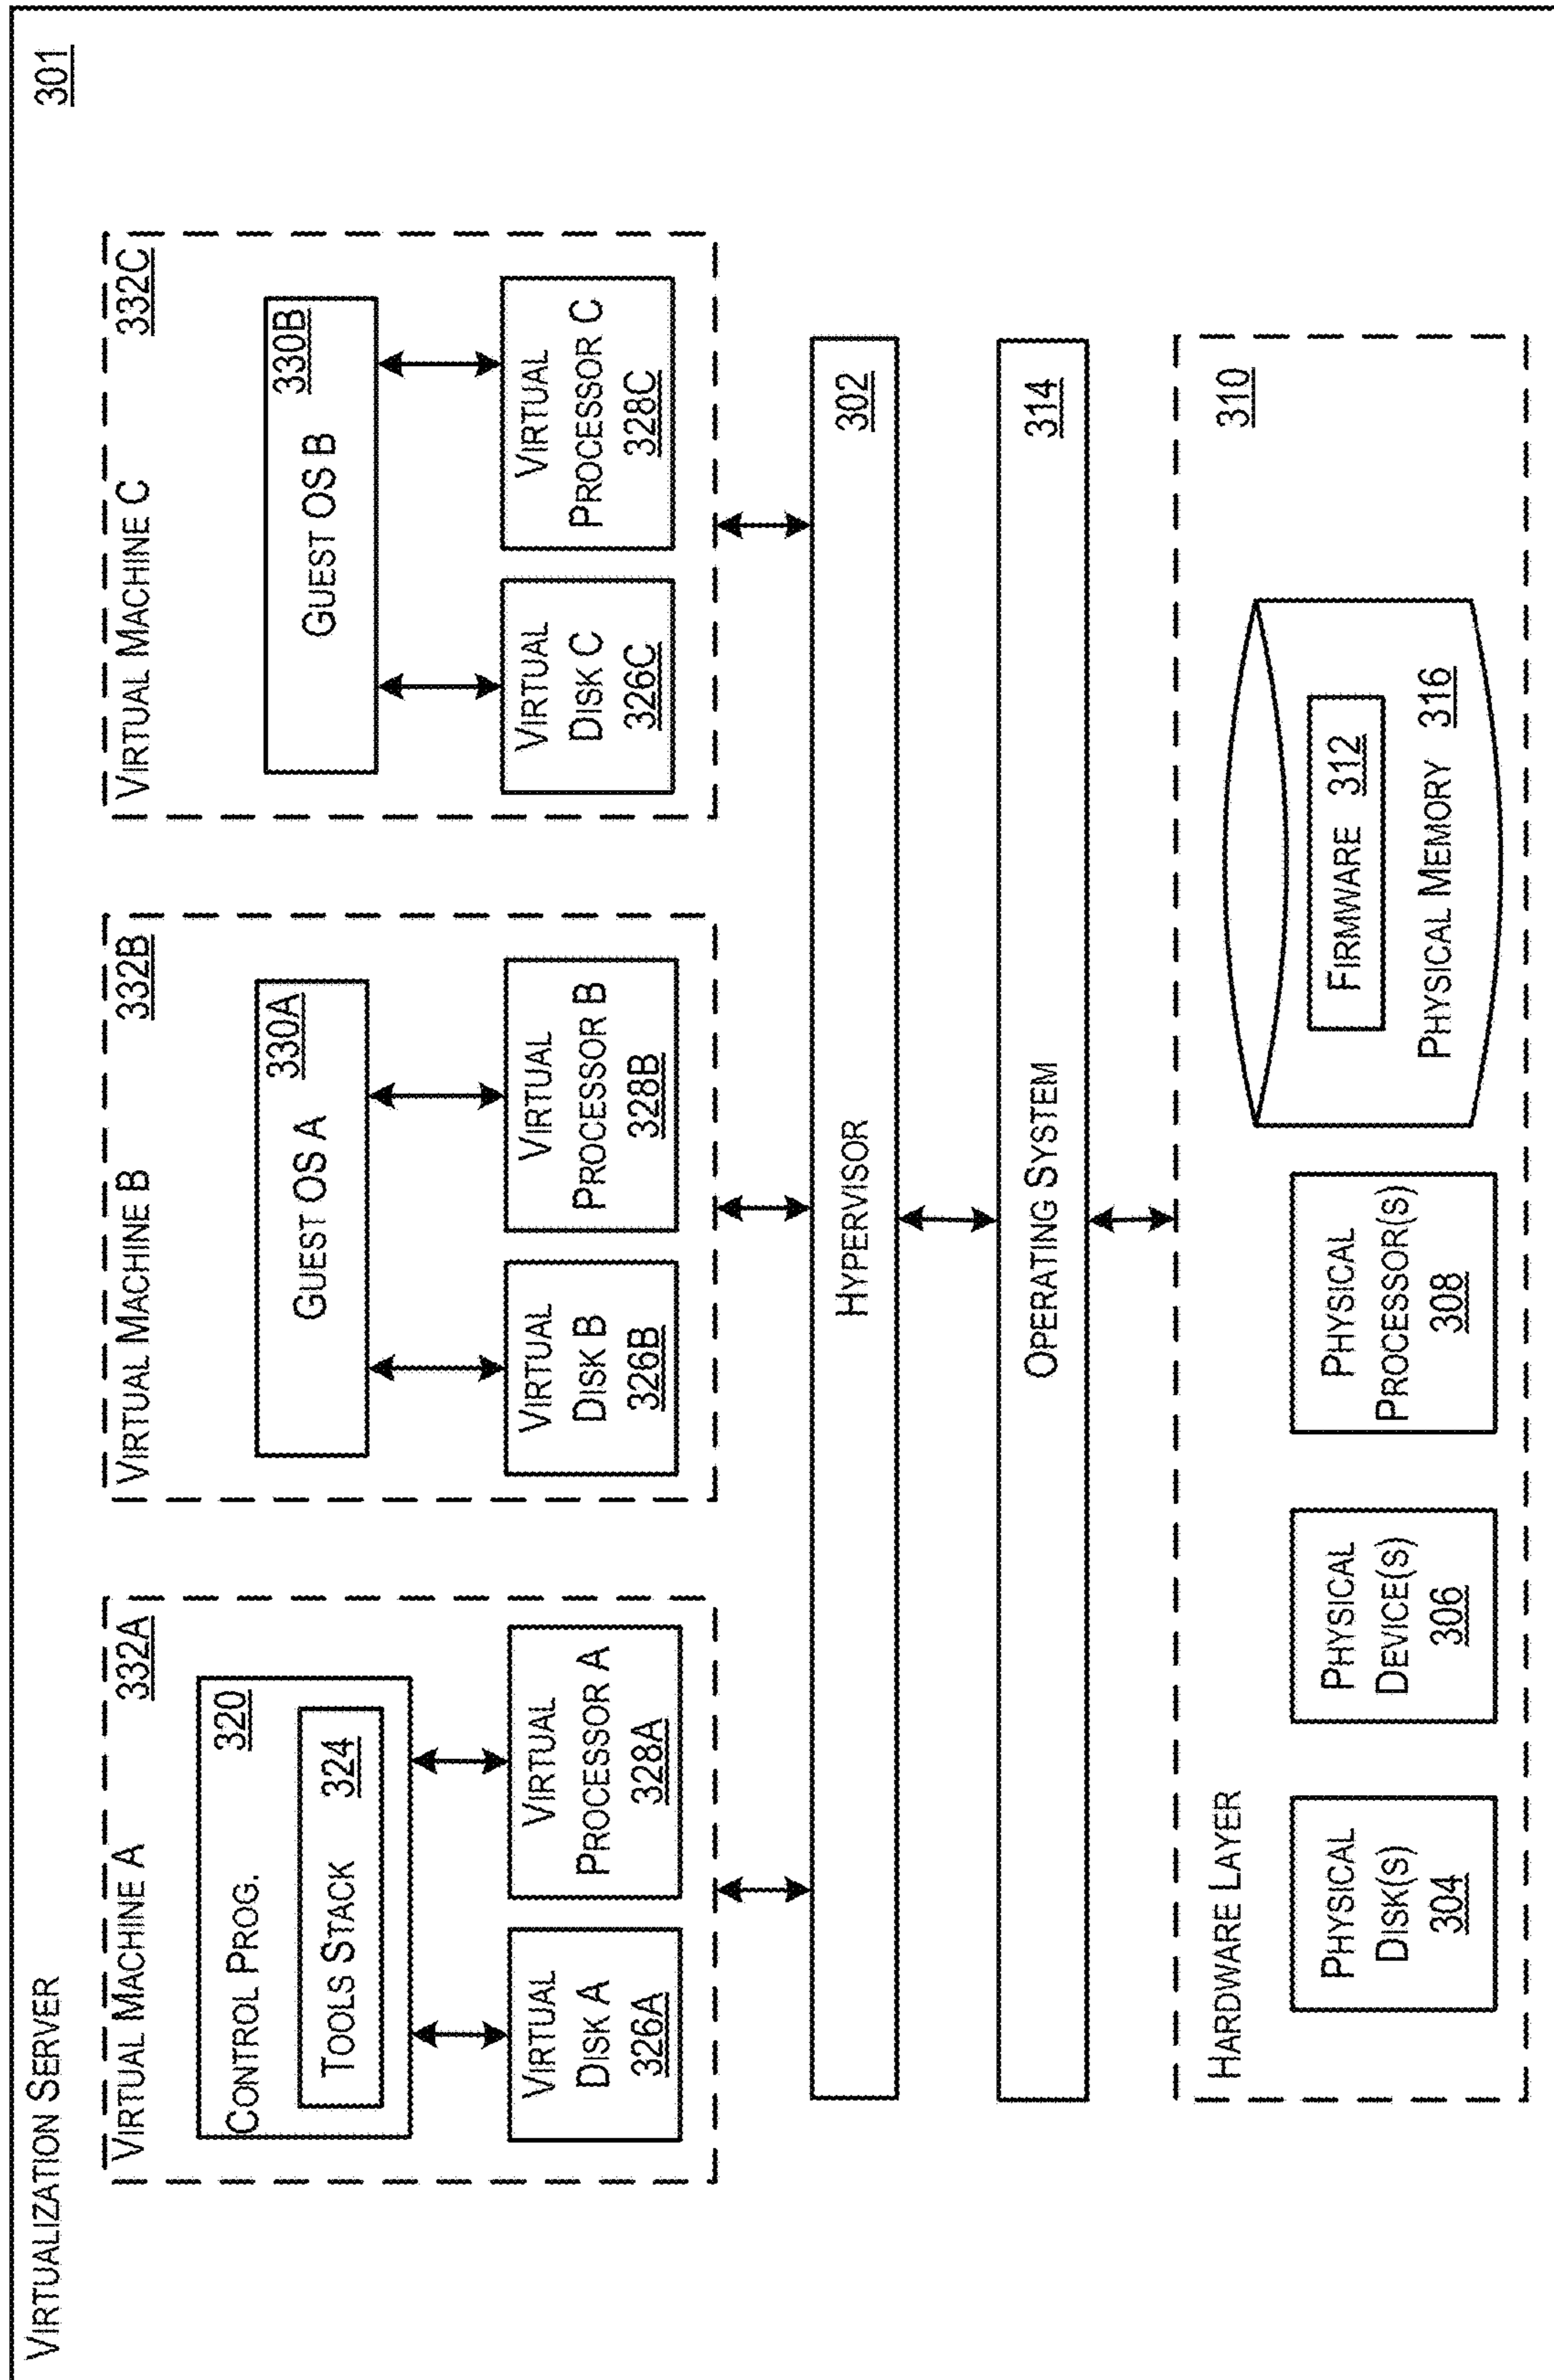 VIRTUALIZATION SERVER
301
VIRTUAL MACHINE A
332A
CONTROL PROG.
320
TOOLS STACK
324
VIRTUAL
DISK A
326A
VIRTUAL
PROCESSOR A
328A
VIRTUAL MACHINE B
332B
GUEST OS A
330A
VIRTUAL
DISK B
326B
VIRTUAL
PROCESSOR B
328B
VIRTUAL MACHINE C
332C
GUEST OS B
330B
VIRTUAL
DISK C
326C
VIRTUAL
PROCESSOR C
328C
HYPERVISOR
302
OPERATING SYSTEM
314
HARDWARE LAYER
310
PHYSICAL
DISK(S)
304
PHYSICAL
DEVICE(S)
306
PHYSICAL
PROCESSOR(S)
308
FIRMWARE 312
PHYSICAL MEMORY 316